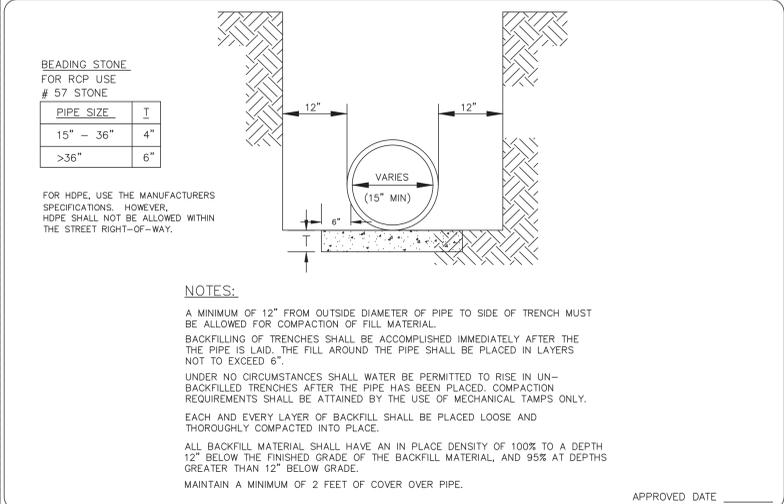 BEADING STONE
FOR RCP USE
# 57 STONE
PIPE SIZE T
15" - 36" 4"
>36" 6"
FOR HDPE, USE THE MANUFACTURERS
SPECIFICATIONS. HOWEVER,
HDPE SHALL NOT BE ALLOWED WITHIN
THE STREET RIGHT-OF-WAY.
12" 12"
VARIES
(15" MIN)
6"
T
NOTES:
A MINIMUM OF 12" FROM OUTSIDE DIAMETER OF PIPE TO SIDE OF TRENCH MUST
BE ALLOWED FOR COMPACTION OF FILL MATERIAL.
BACKFILLING OF TRENCHES SHALL BE ACCOMPLISHED IMMEDIATELY AFTER THE
THE PIPE IS LAID. THE FILL AROUND THE PIPE SHALL BE PLACED IN LAYERS
NOT TO EXCEED 6".
UNDER NO CIRCUMSTANCES SHALL WATER BE PERMITTED TO RISE IN UN-
BACKFILLED TRENCHES AFTER THE PIPE HAS BEEN PLACED. COMPACTION
REQUIREMENTS SHALL BE ATTAINED BY THE USE OF MECHANICAL TAMPS ONLY.
EACH AND EVERY LAYER OF BACKFILL SHALL BE PLACED LOOSE AND
THOROUGHLY COMPACTED INTO PLACE.
ALL BACKFILL MATERIAL SHALL HAVE AN IN PLACE DENSITY OF 100% TO A DEPTH
12" BELOW THE FINISHED GRADE OF THE BACKFILL MATERIAL, AND 95% AT DEPTHS
GREATER THAN 12" BELOW GRADE.
MAINTAIN A MINIMUM OF 2 FEET OF COVER OVER PIPE.
APPROVED DATE